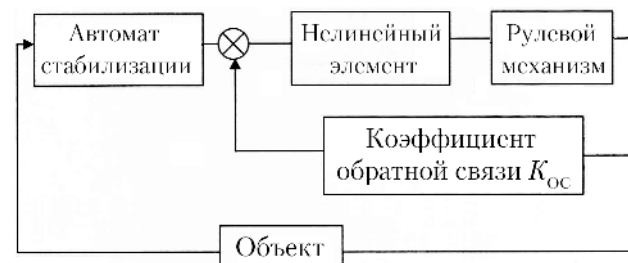 Автомат
стабилизации
Нелинейный
элемент
Рулевой
механизм
Коэффициент
обратной связи K_ОС
Объект